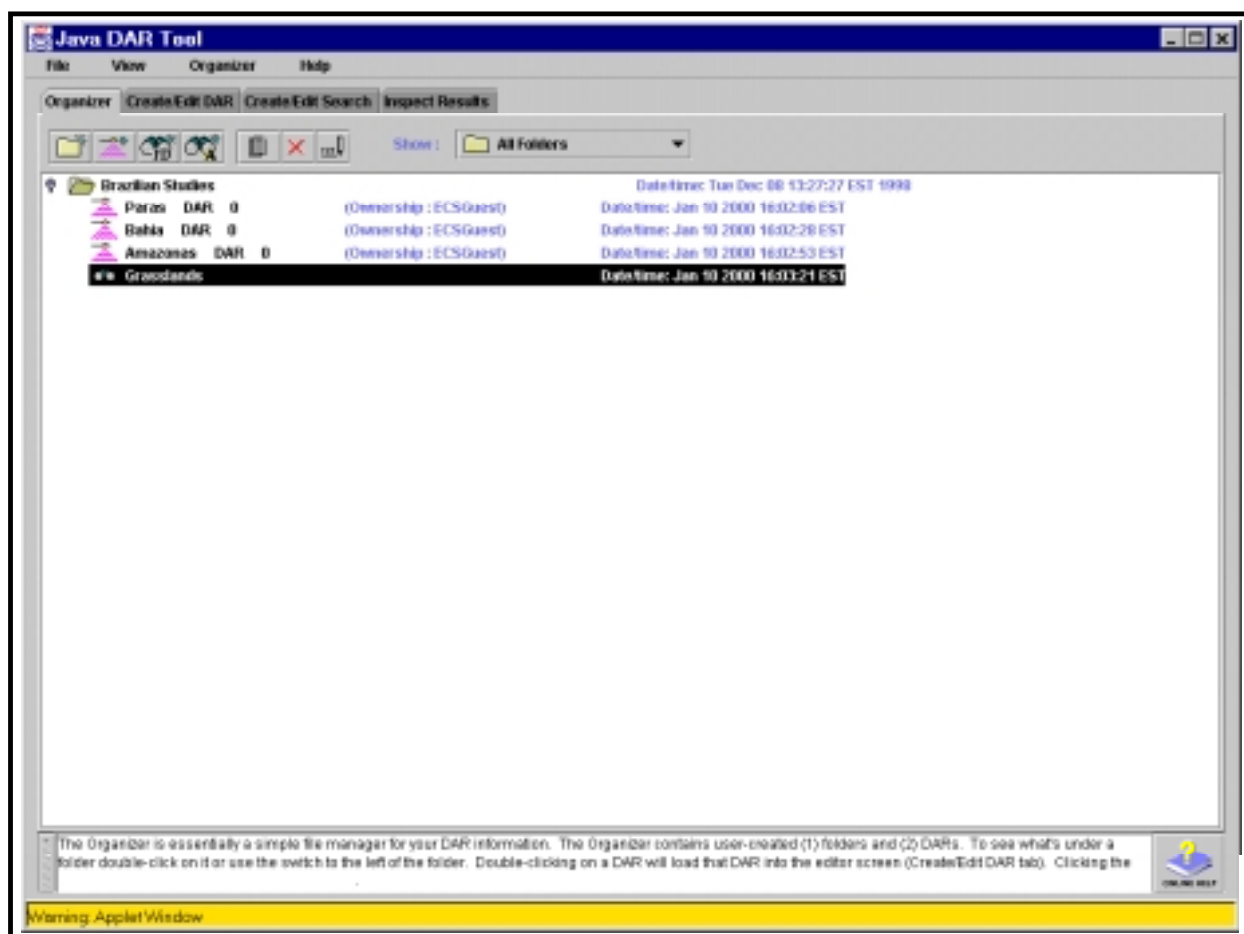 Java DAR Tool
File View Organizer Help
Organizer Create/Edit DAR Create/Edit Search Inspect Results
Show : All Folders
Brazilian Studies Date/time: Tue Dec 08 13:27:27 EST 1998
Paras DAR 0 (Ownership : ECSGuest) Date/time: Jan 10 2000 16:02:06 EST
Bahia DAR 0 (Ownership : ECSGuest) Date/time: Jan 10 2000 16:02:28 EST
Amazonas DAR 0 (Ownership : ECSGuest) Date/time: Jan 10 2000 16:02:53 EST
Grasslands Date/time: Jan 10 2000 16:03:21 EST
The Organizer is essentially a simple file manager for your DAR information. The Organizer contains user-created (1) folders and (2) DARs. To see what's under a
folder double-click on it or use the switch to the left of the folder. Double-clicking on a DAR will load that DAR into the editor screen (Create/Edit DAR tab). Clicking the
ONLINE HELP
Warning: Applet Window